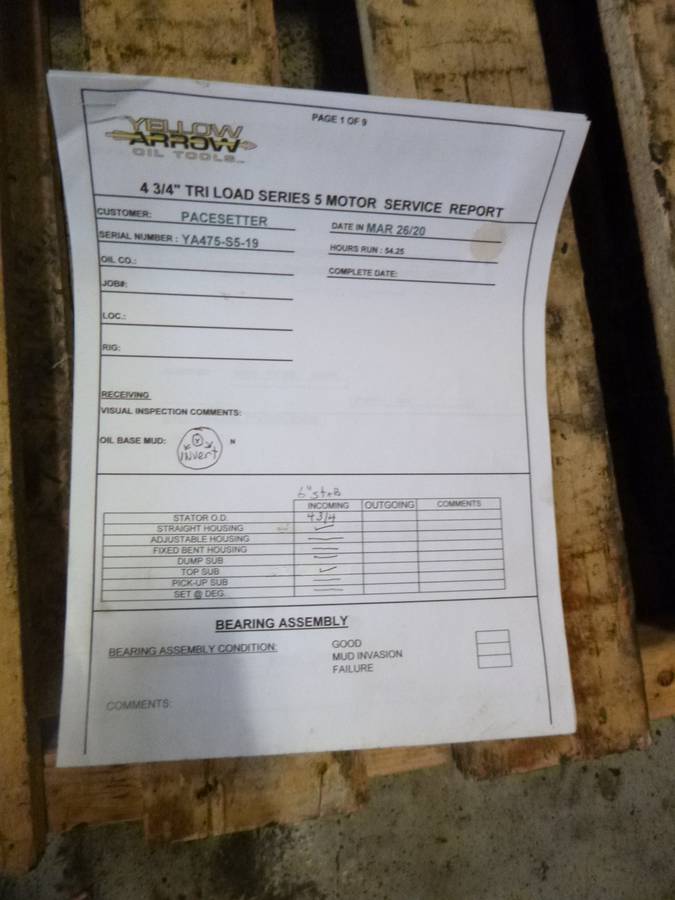 PAGE 1 OF 9
YELLOW
ARROW
OIL TOOLS
4 3/4" TRI LOAD SERIES 5 MOTOR SERVICE REPORT
CUSTOMER: PACESETTER
DATE IN MAR 26/20
SERIAL NUMBER : YA475-S5-19
HOURS RUN : 54.25
OIL CO.:
COMPLETE DATE:
JOB#:
LOC.:
RIG:
RECEIVING
VISUAL INSPECTION COMMENTS:
OIL BASE MUD: Y N
INVert
6" stab
INCOMING OUTGOING COMMENTS
STATOR O.D. 4 3/4
STRAIGHT HOUSING
ADJUSTABLE HOUSING
FIXED BENT HOUSING
DUMP SUB
TOP SUB
PICK-UP SUB
SET @ DEG.
BEARING ASSEMBLY
BEARING ASSEMBLY CONDITION: GOOD
MUD INVASION
FAILURE
COMMENTS: